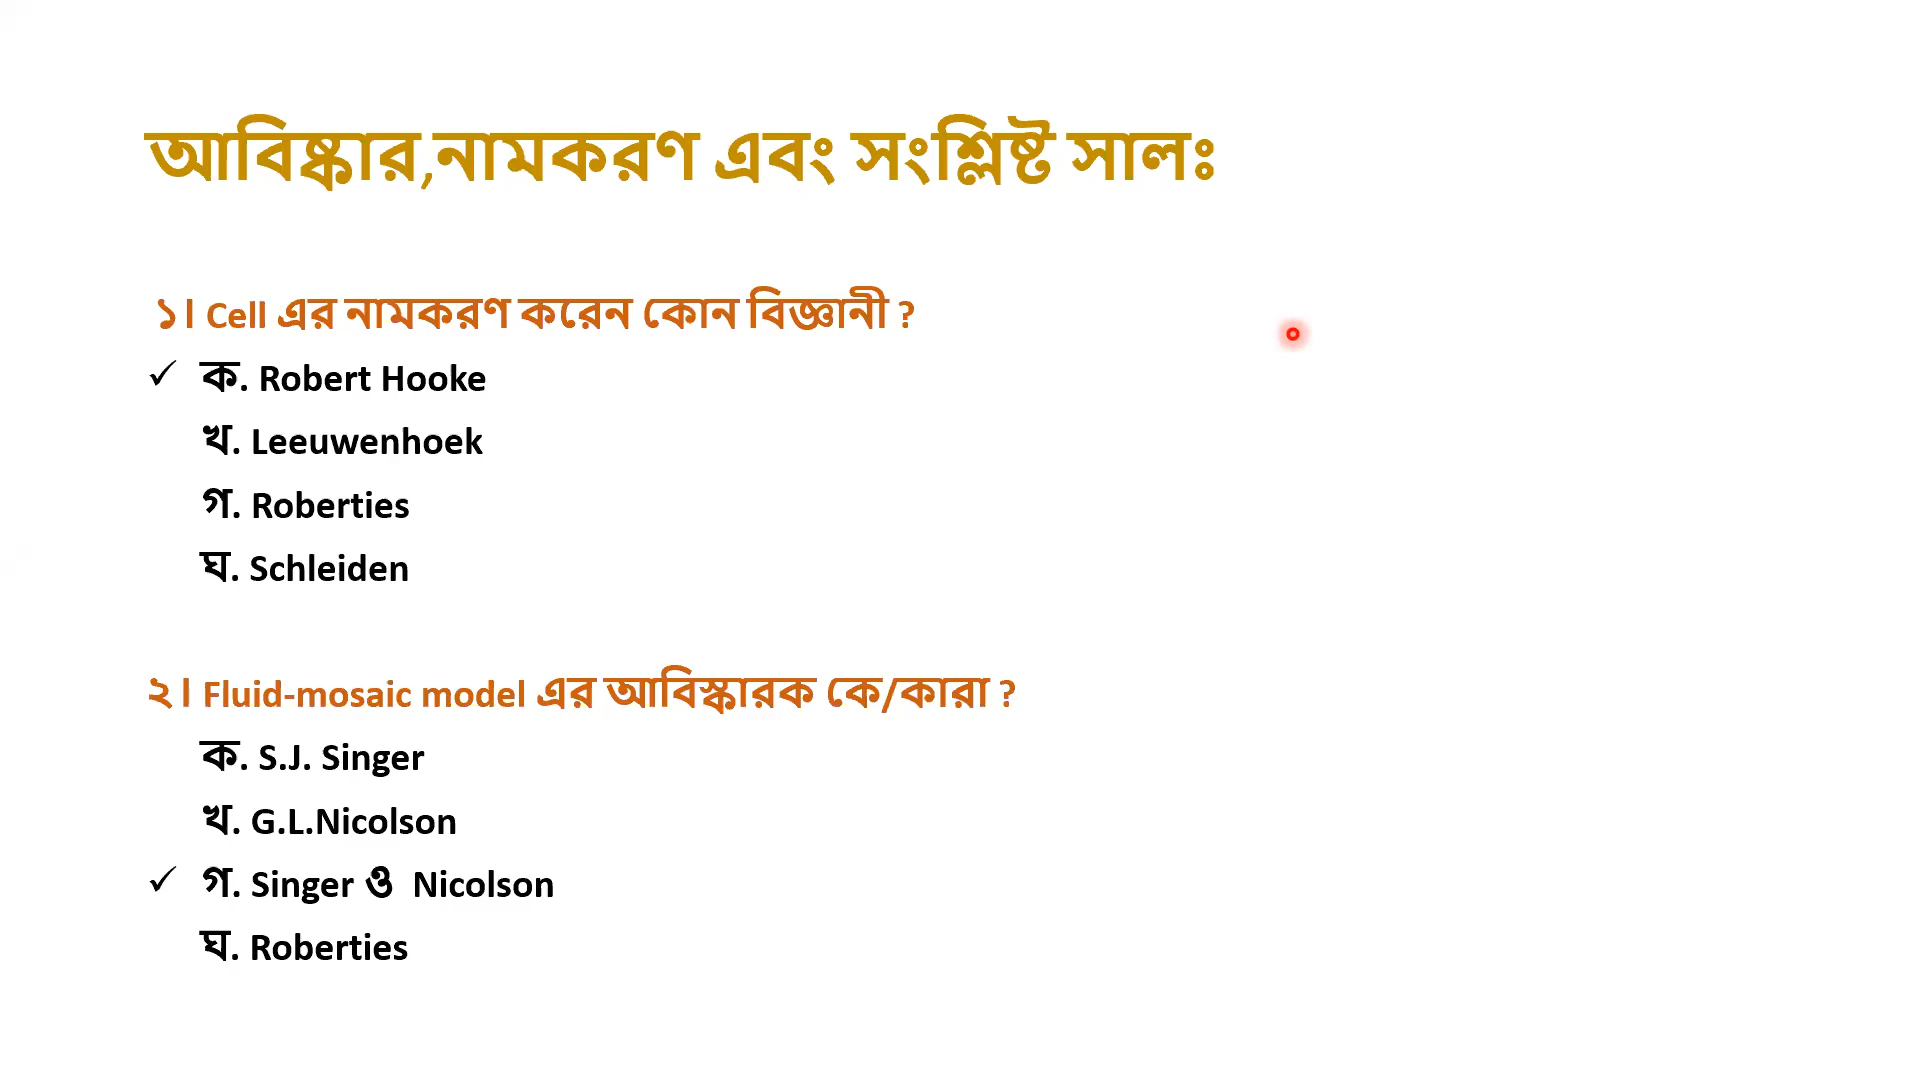 আবিষ্কার,নামকরণ এবং সংশ্লিষ্ট সালঃ
১। Cell এর নামকরণ করেন কোন বিজ্ঞানী ?
✓ ক. Robert Hooke
খ. Leeuwenhoek
গ. Roberties
ঘ. Schleiden
২। Fluid-mosaic model এর আবিস্কারক কে/কারা ?
ক. S.J. Singer
খ. G.L.Nicolson
✓ গ. Singer ও Nicolson
ঘ. Roberties